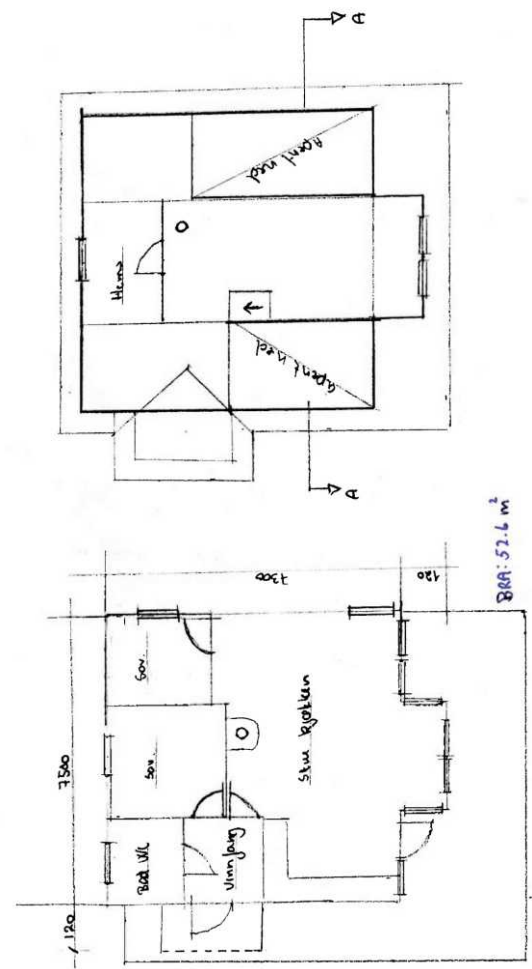 A
Åpent ned
Hems
åpent ned
A
BRA: 52.6 m²
7300
120
Sov.
Sov.
Stue kjøkken
7500
Bad WC
Vinnfang
120